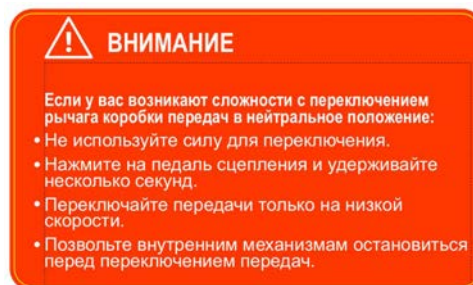 ВНИМАНИЕ
Если у вас возникают сложности с переключением
рычага коробки передач в нейтральное положение:
• Не используйте силу для переключения.
• Нажмите на педаль сцепления и удерживайте
несколько секунд.
• Переключайте передачи только на низкой
скорости.
• Позвольте внутренним механизмам остановиться
перед переключением передач.